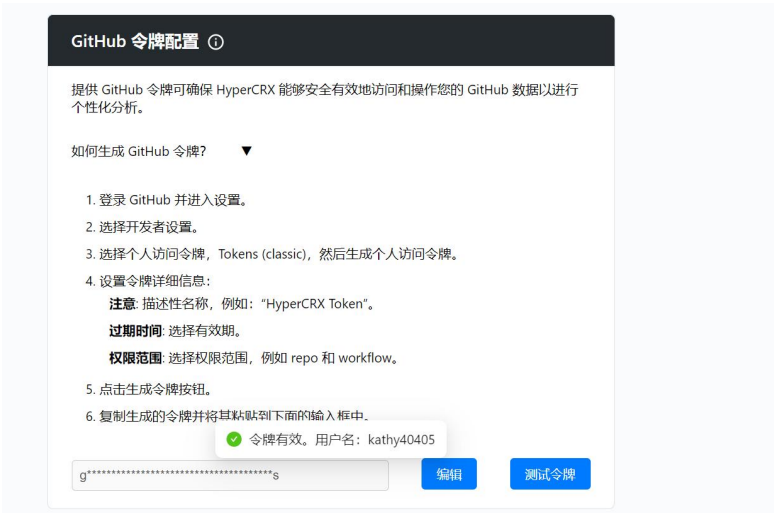 GitHub 令牌配置
提供 GitHub 令牌可确保 HyperCRX 能够安全有效地访问和操作您的 GitHub 数据以进行
个性化分析。
如何生成 GitHub 令牌? ▼
1. 登录 GitHub 并进入设置。
2. 选择开发者设置。
3. 选择个人访问令牌，Tokens (classic)，然后生成个人访问令牌。
4. 设置令牌详细信息：
注意: 描述性名称，例如：“HyperCRX Token”。
过期时间: 选择有效期。
权限范围: 选择权限范围，例如 repo 和 workflow。
5. 点击生成令牌按钮。
6. 复制生成的令牌并将其粘贴到下面的输入框中。
令牌有效。用户名：kathy40405
g**************************************s 编辑 测试令牌